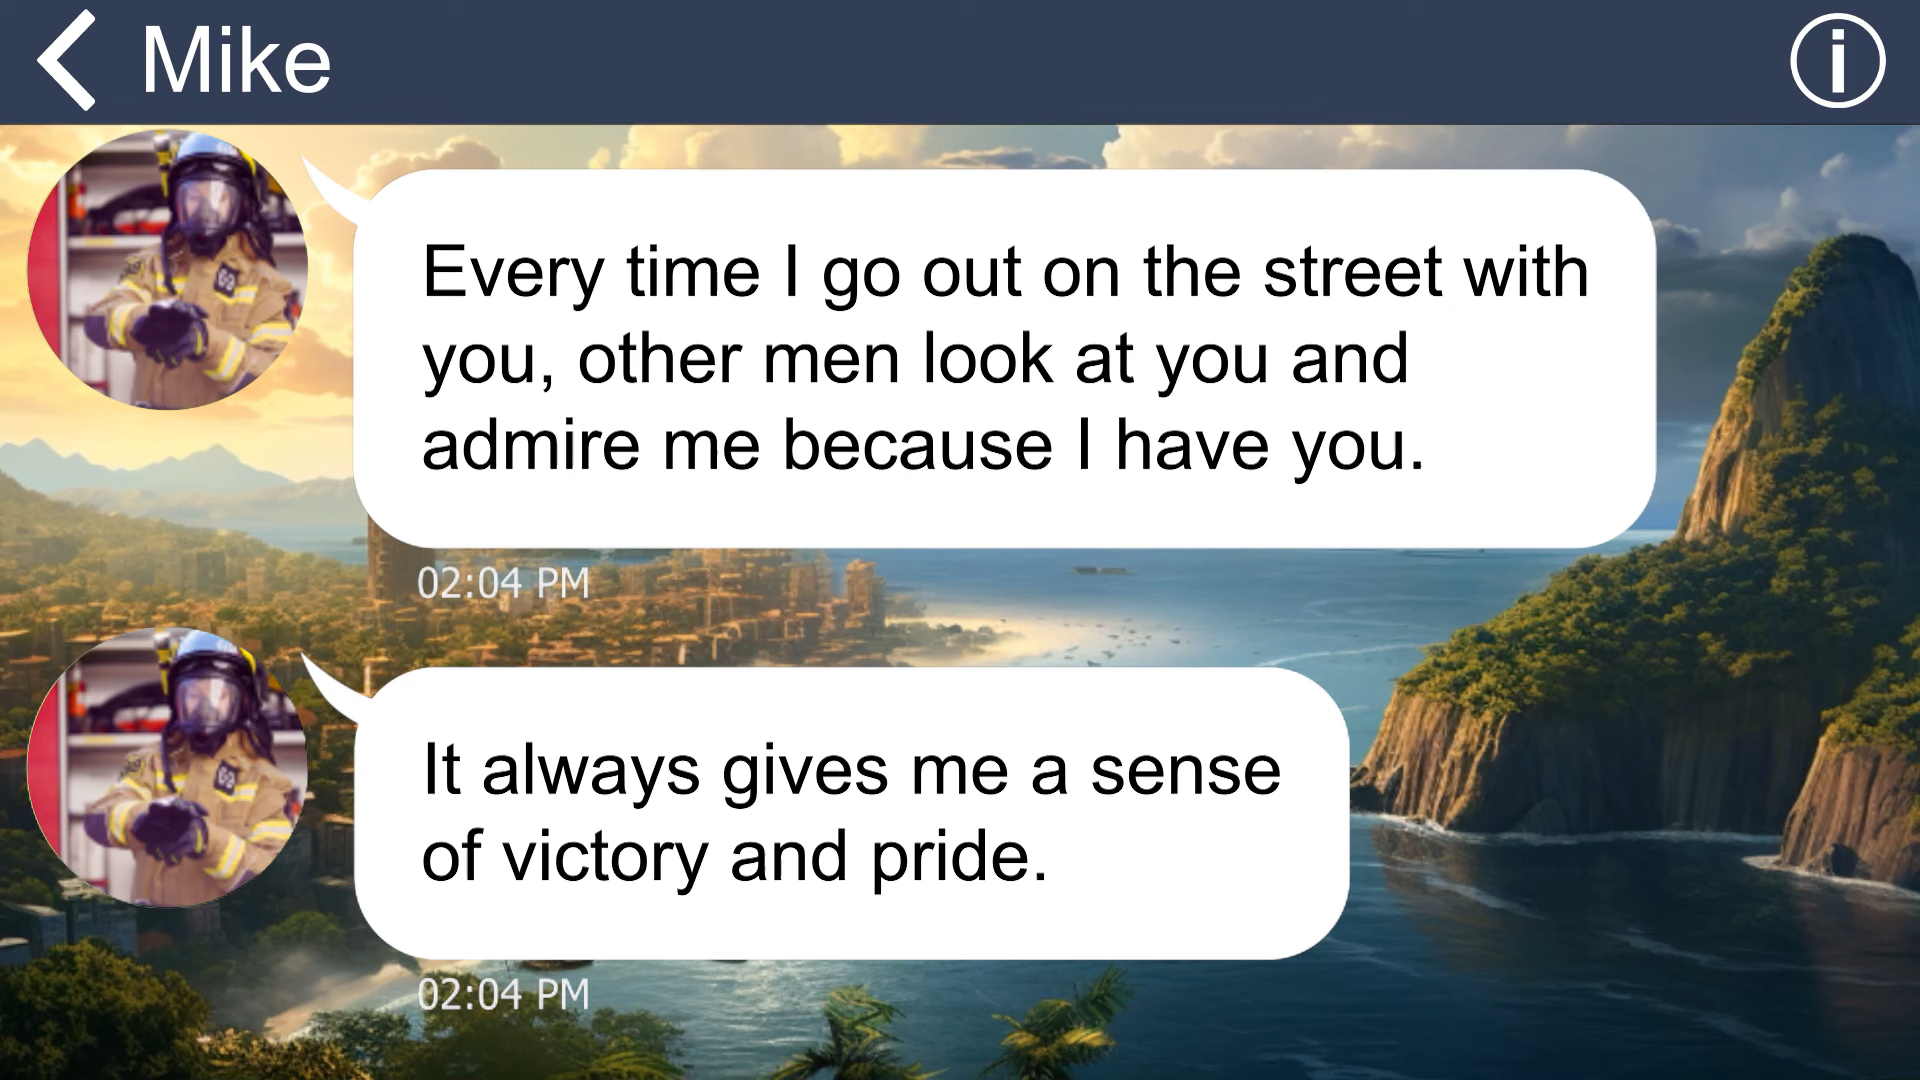 Mike
Every time I go out on the street with
you, other men look at you and
admire me because I have you.
02:04 PM
It always gives me a sense
of victory and pride.
02:04 PM